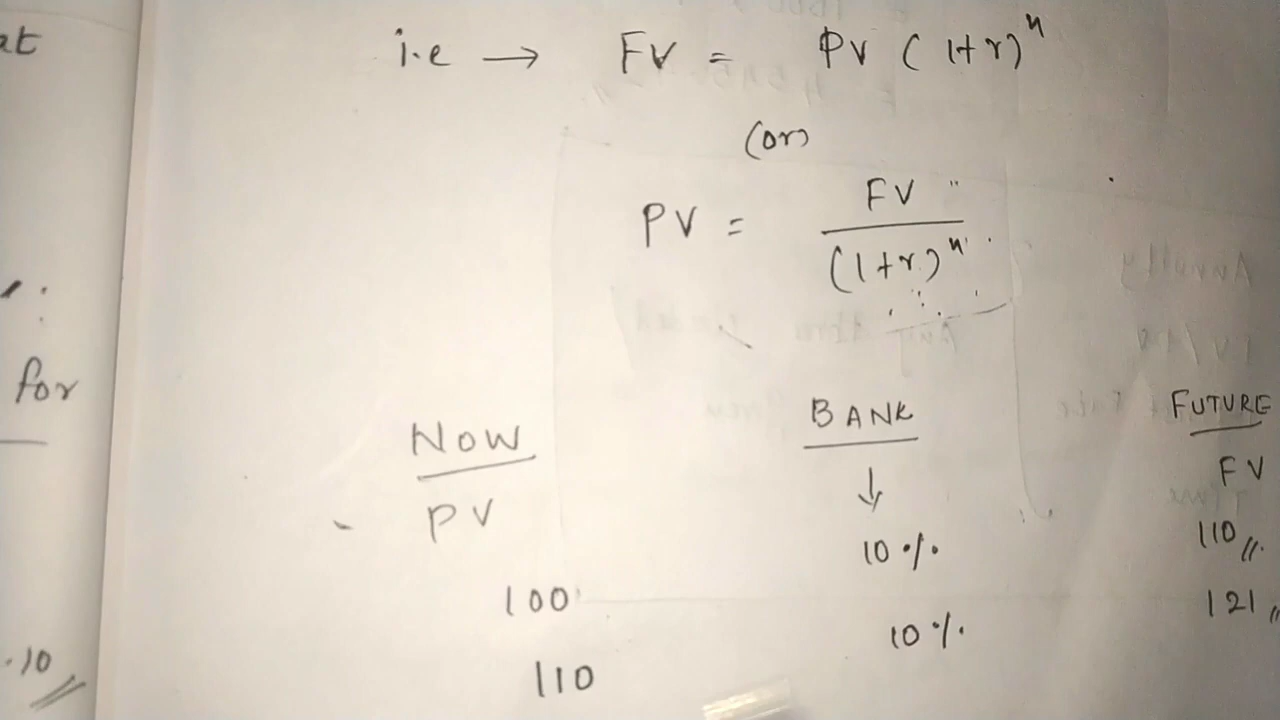 at
i.e → FV = PV (1+r)^n
(or)
PV = FV / (1+r)^n
for
NOW BANK FUTURE
PV ↓ FV
100 10% 110
110 10% 121
.10